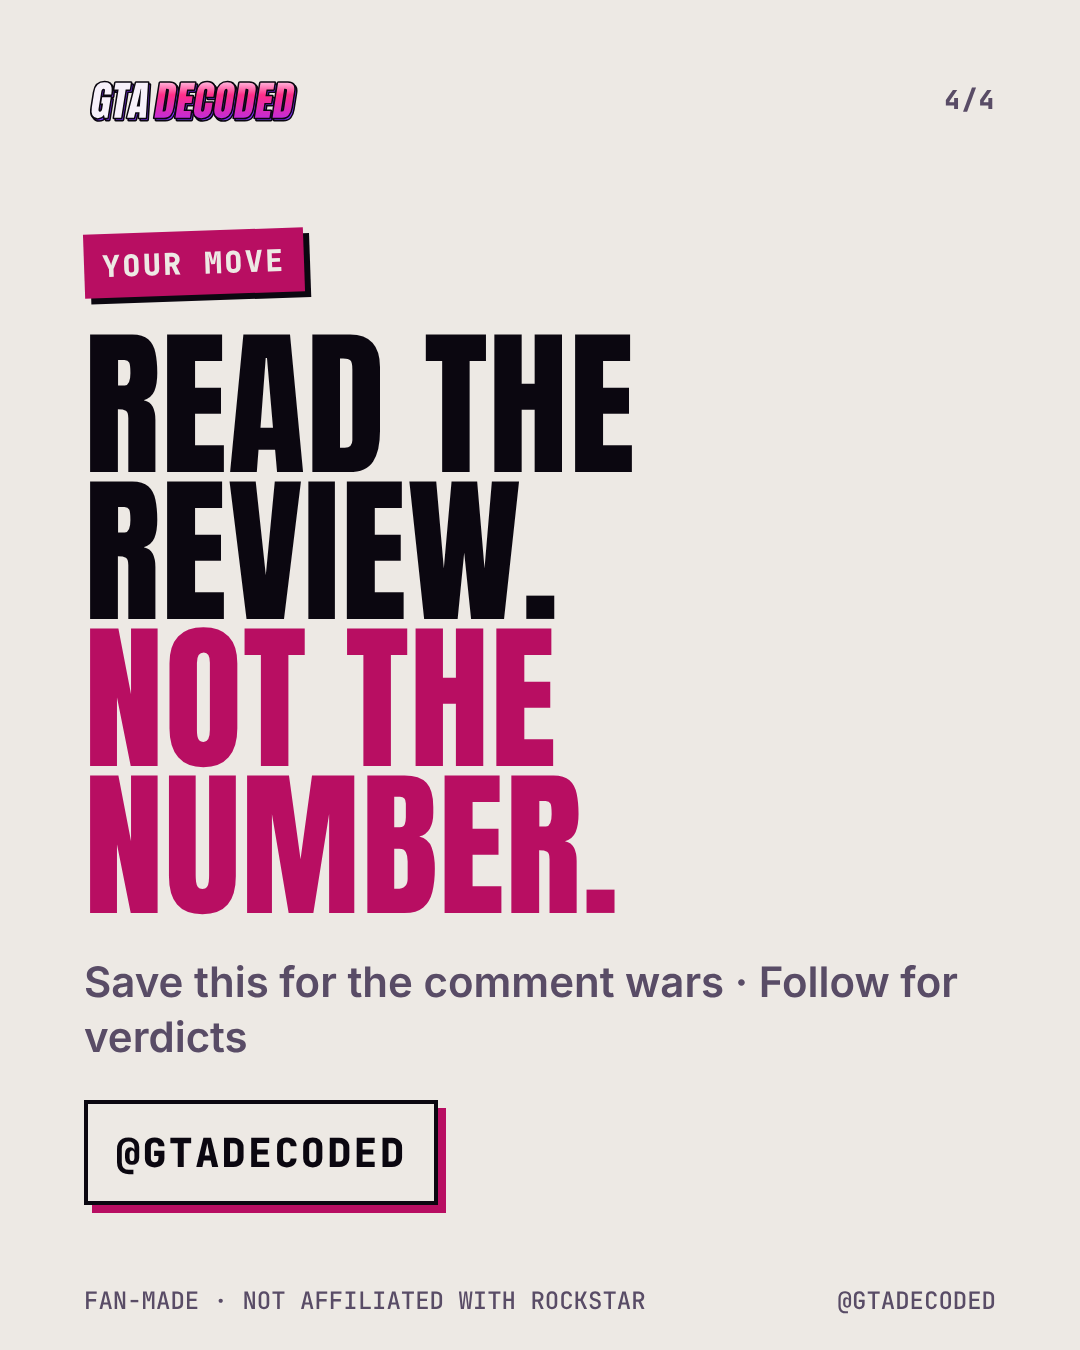 GTA DECODED
4/4
YOUR MOVE
READ THE
REVIEW.
NOT THE
NUMBER.
Save this for the comment wars · Follow for
verdicts
@GTADECODED
FAN-MADE · NOT AFFILIATED WITH ROCKSTAR
@GTADECODED